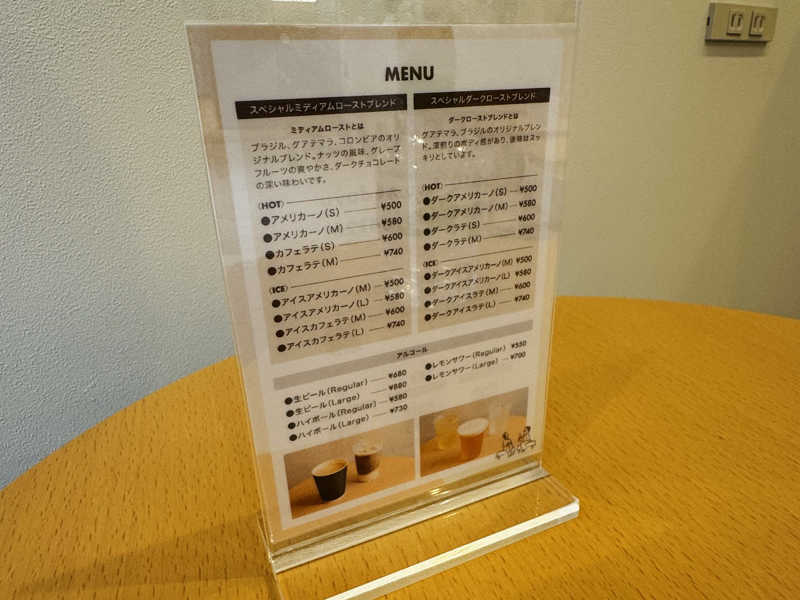 MENU
スペシャルミディアムローストブレンド
ミディアムローストとは
ブラジル、グアテマラ、コロンビアのオリ
ジナルブレンド。ナッツの風味、グレープ
フルーツの爽やかさ、ダークチョコレート
の深い味わいです。
(HOT)
●アメリカーノ(S) ¥500
●アメリカーノ(M) ¥580
●カフェラテ(S) ¥600
●カフェラテ(M) ¥740
(ICE)
●アイスアメリカーノ(M) ¥500
●アイスアメリカーノ(L) ¥580
●アイスカフェラテ(M) ¥600
●アイスカフェラテ(L) ¥740
スペシャルダークローストブレンド
ダークローストブレンドとは
グアテマラ、ブラジルのオリジナルブレン
ド。深煎りのボディ感があり、後味はスッ
キリとしています。
(HOT)
●ダークアメリカーノ(S) ¥500
●ダークアメリカーノ(M) ¥580
●ダークラテ(S) ¥600
●ダークラテ(M) ¥740
(ICE)
●ダークアイスアメリカーノ(M) ¥500
●ダークアイスアメリカーノ(L) ¥580
●ダークアイスラテ(M) ¥600
●ダークアイスラテ(L) ¥740
アルコール
●生ビール(Regular) ¥680
●生ビール(Large) ¥880
●ハイボール(Regular) ¥580
●ハイボール(Large) ¥730
●レモンサワー(Regular) ¥550
●レモンサワー(Large) ¥700